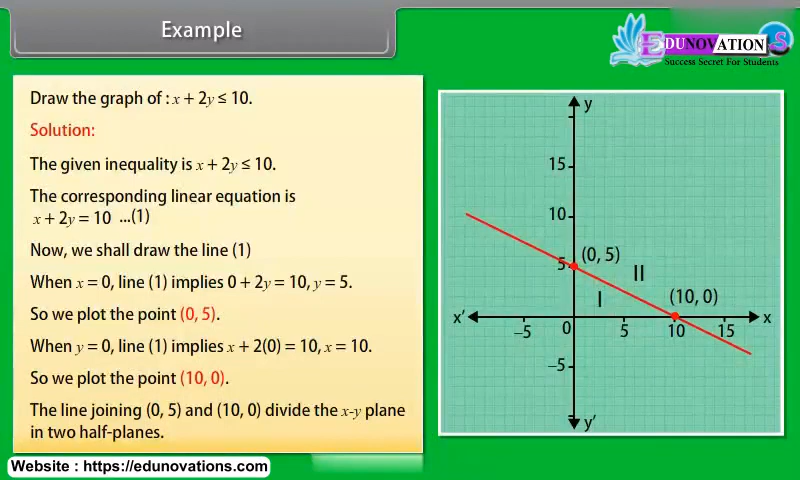 Example
EDUNOVATION S
Success Secret For Students
Draw the graph of : x + 2y ≤ 10.
Solution:
The given inequality is x + 2y ≤ 10.
The corresponding linear equation is
x + 2y = 10 ...(1)
Now, we shall draw the line (1)
When x = 0, line (1) implies 0 + 2y = 10, y = 5.
So we plot the point (0, 5).
When y = 0, line (1) implies x + 2(0) = 10, x = 10.
So we plot the point (10, 0).
The line joining (0, 5) and (10, 0) divide the x-y plane
in two half-planes.
y
15
10
5 (0, 5)
II
I (10, 0)
x′ x
−5 0 5 10 15
−5
y′
Website : https://edunovations.com